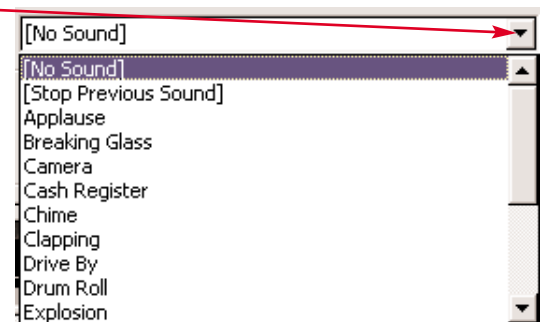 [No Sound]
[No Sound]
[Stop Previous Sound]
Applause
Breaking Glass
Camera
Cash Register
Chime
Clapping
Drive By
Drum Roll
Explosion